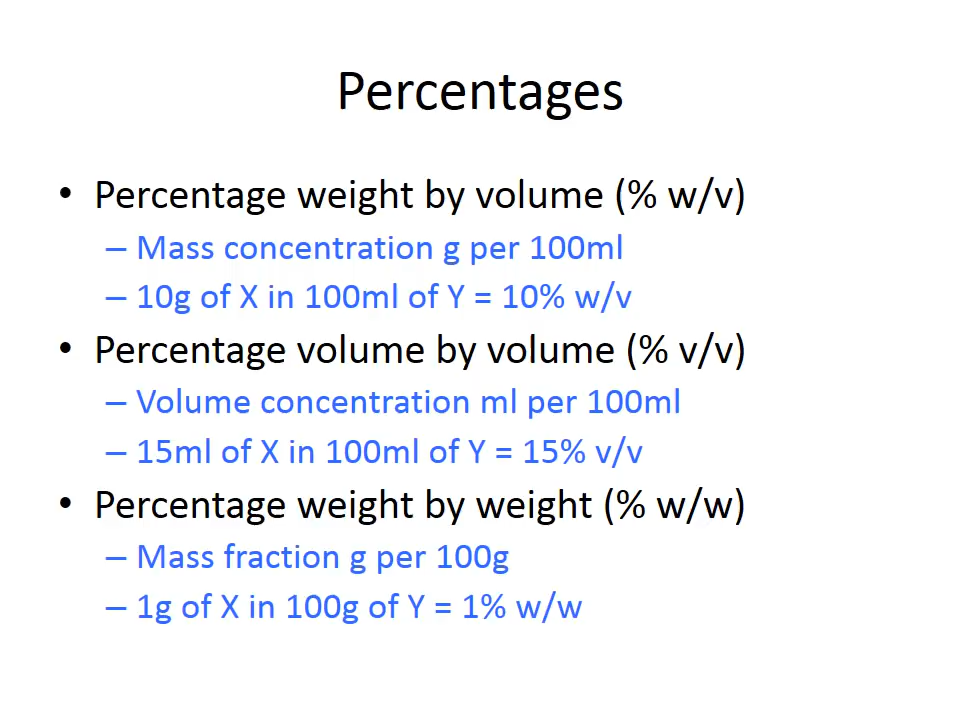 Percentages
• Percentage weight by volume (% w/v)
– Mass concentration g per 100ml
– 10g of X in 100ml of Y = 10% w/v
• Percentage volume by volume (% v/v)
– Volume concentration ml per 100ml
– 15ml of X in 100ml of Y = 15% v/v
• Percentage weight by weight (% w/w)
– Mass fraction g per 100g
– 1g of X in 100g of Y = 1% w/w